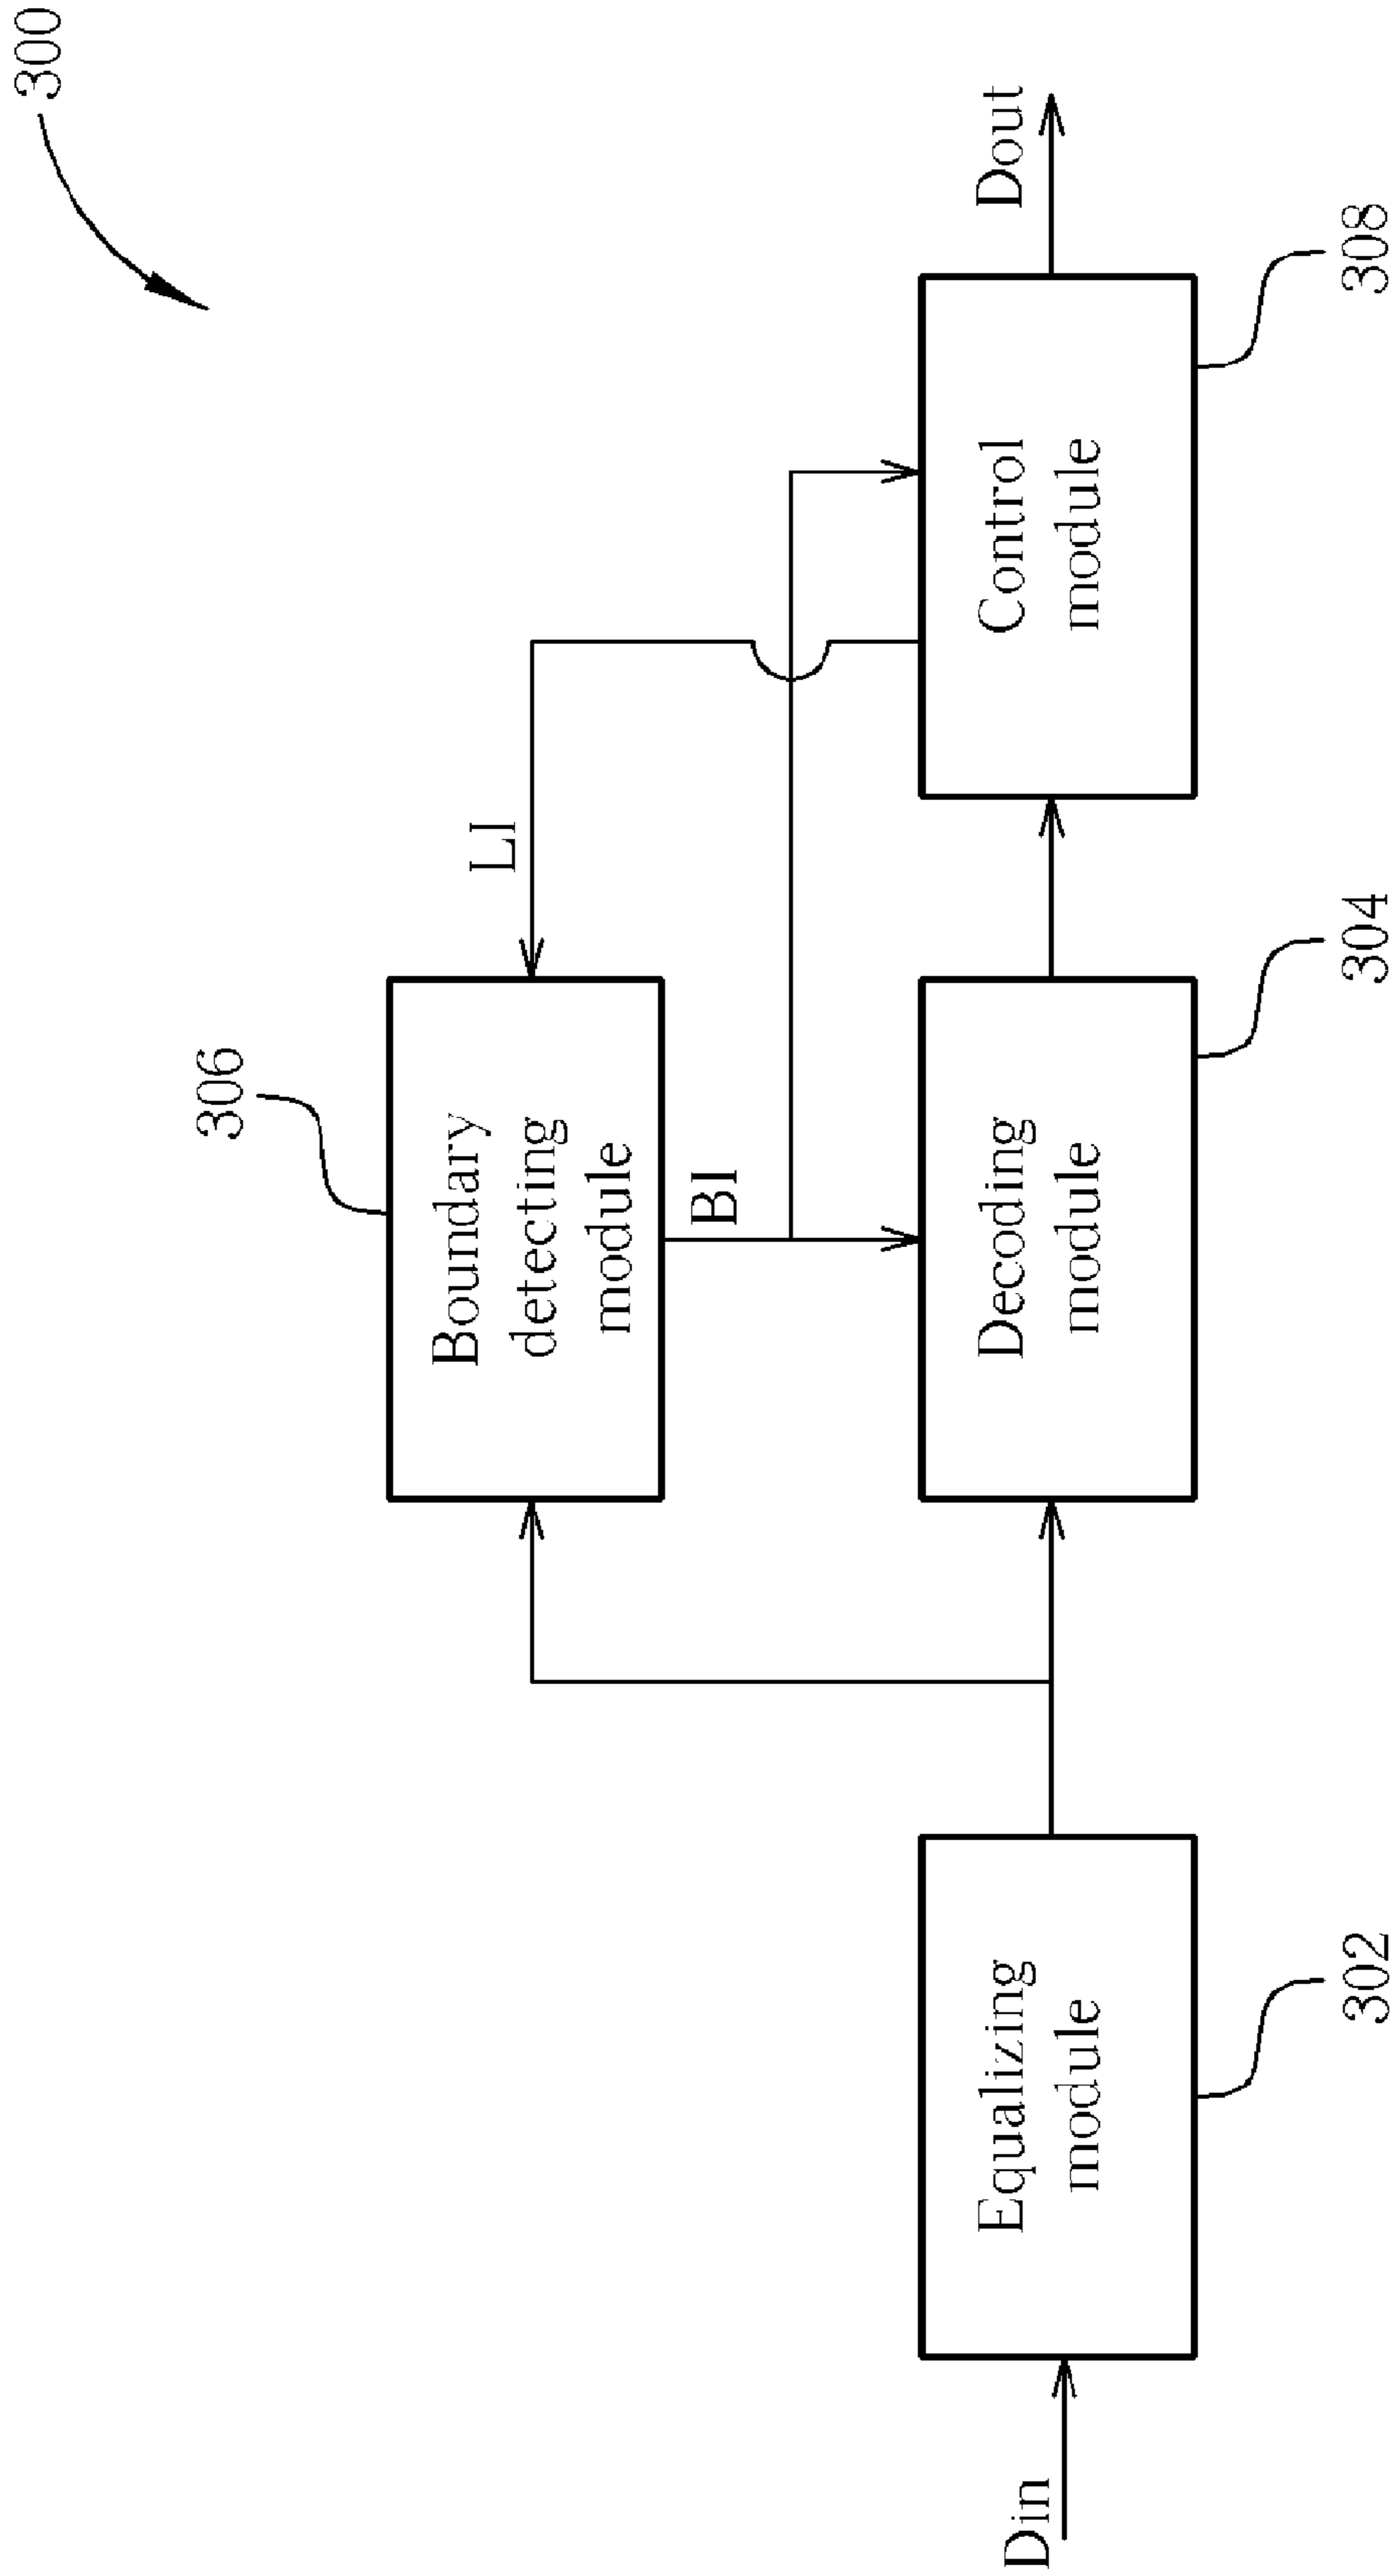 300
306
Boundary
detecting
module
LI
BI
Din
Equalizing
module
Decoding
module
Control
module
Dout
302
304
308